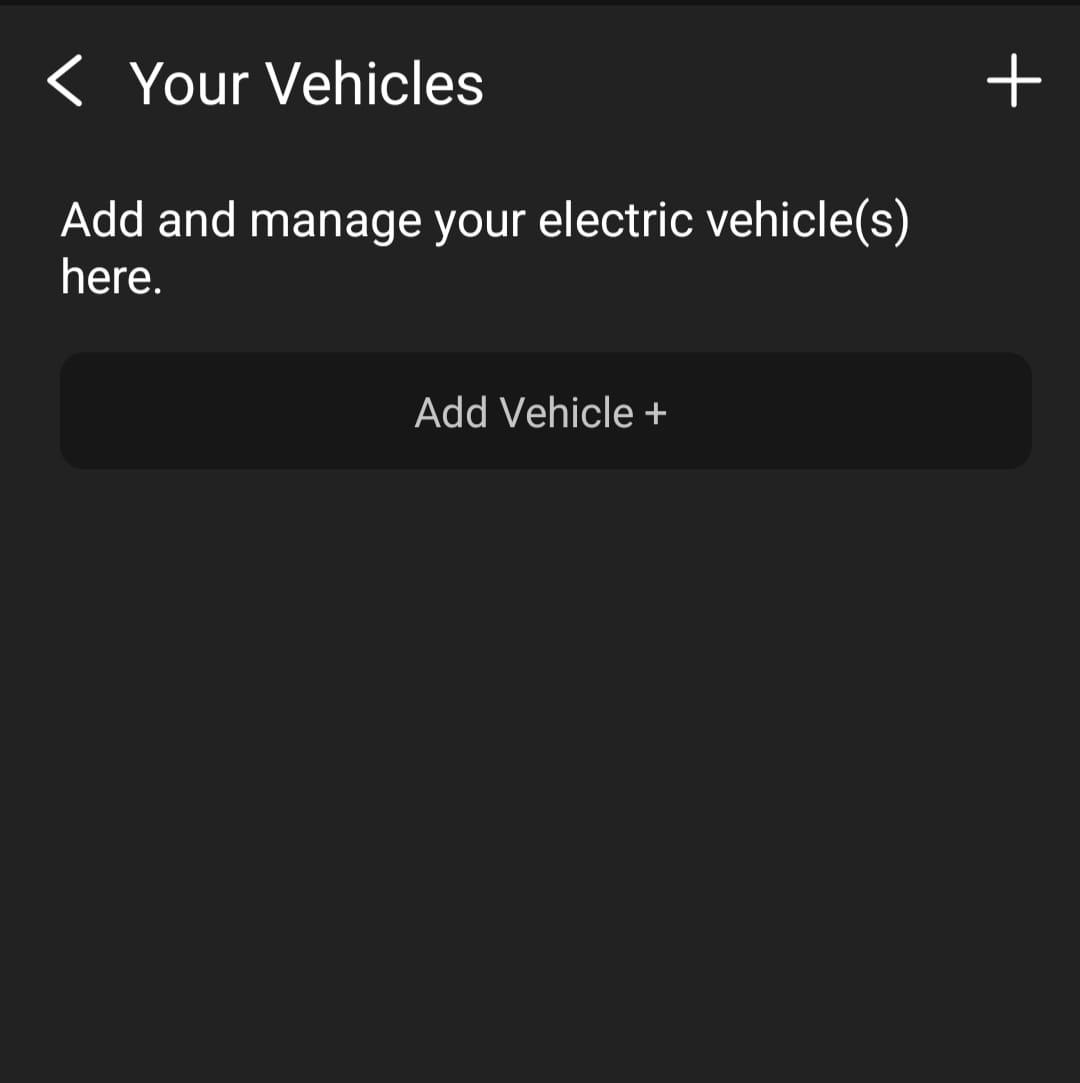 Your Vehicles
Add and manage your electric vehicle(s)
here.
Add Vehicle +